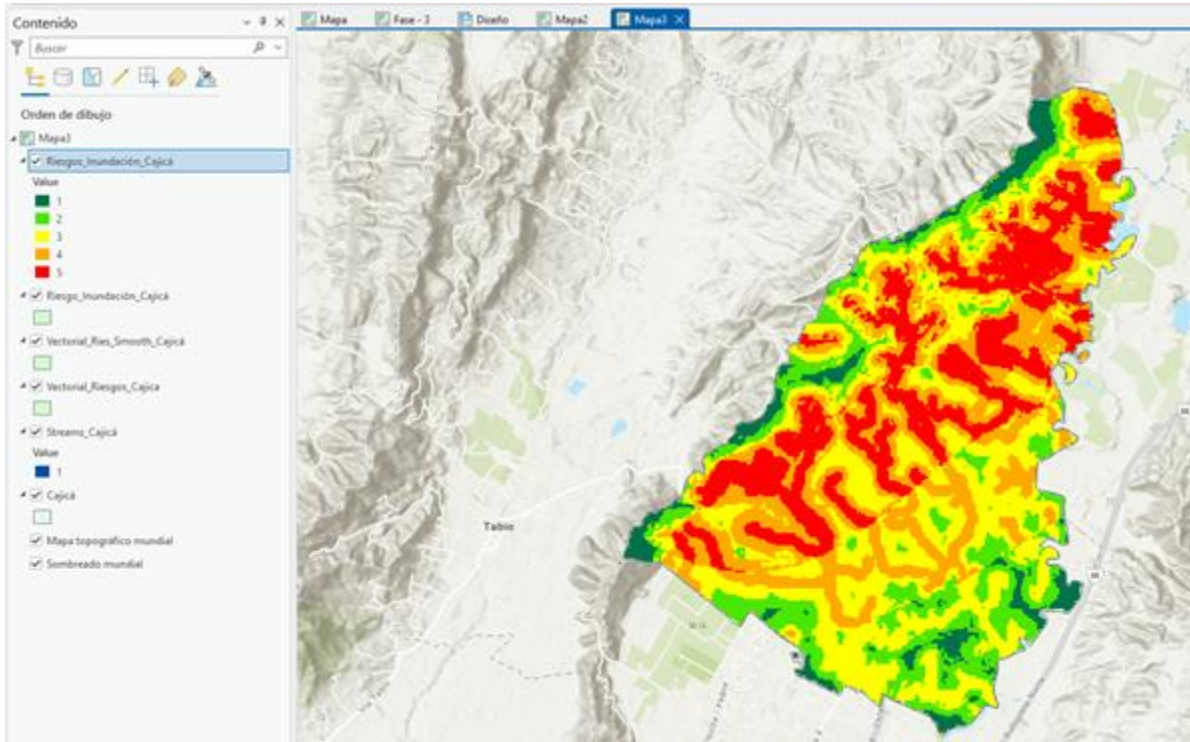 Contenido
Buscar
Orden de dibujo
Mapa3
Riesgos_Inundación_Cajicá
Value
1
2
3
4
5
Riesgo_Inundación_Cajicá
Vectorial_Ries_Smooth_Cajicá
Vectorial_Riesgos_Cajica
Streams_Cajicá
Value
1
Cajicá
Mapa topográfico mundial
Sombreado mundial
Mapa
Fase - 3
Diseño
Mapa2
Mapa3
Tabio